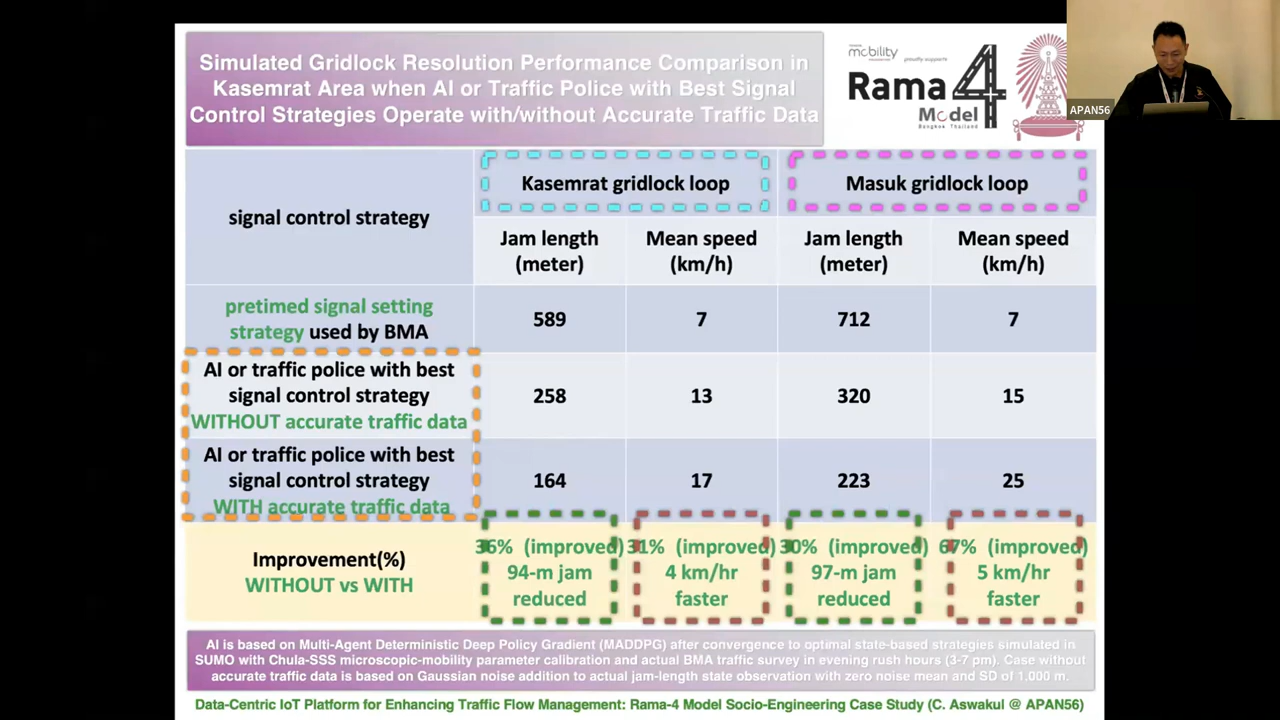 Simulated Gridlock Resolution Performance Comparison in
Kasemrat Area when AI or Traffic Police with Best Signal
Control Strategies Operate with/without Accurate Traffic Data
mobility
proudly supports
Rama 4
Model
Bangkok Thailand
APAN56
signal control strategy
Kasemrat gridlock loop
Masuk gridlock loop
Jam length
(meter)
Mean speed
(km/h)
Jam length
(meter)
Mean speed
(km/h)
pretimed signal setting
strategy used by BMA
589
7
712
7
AI or traffic police with best
signal control strategy
WITHOUT accurate traffic data
258
13
320
15
AI or traffic police with best
signal control strategy
WITH accurate traffic data
164
17
223
25
Improvement(%)
WITHOUT vs WITH
36% (improved)
94-m jam
reduced
31% (improved)
4 km/hr
faster
30% (improved)
97-m jam
reduced
67% (improved)
5 km/hr
faster
AI is based on Multi-Agent Deterministic Deep Policy Gradient (MADDPG) after convergence to optimal state-based strategies simulated in
SUMO with Chula-SSS microscopic-mobility parameter calibration and actual BMA traffic survey in evening rush hours (3-7 pm). Case without
accurate traffic data is based on Gaussian noise addition to actual jam-length state observation with zero noise mean and SD of 1,000 m.
Data-Centric IoT Platform for Enhancing Traffic Flow Management: Rama-4 Model Socio-Engineering Case Study (C. Aswakul @ APAN56)